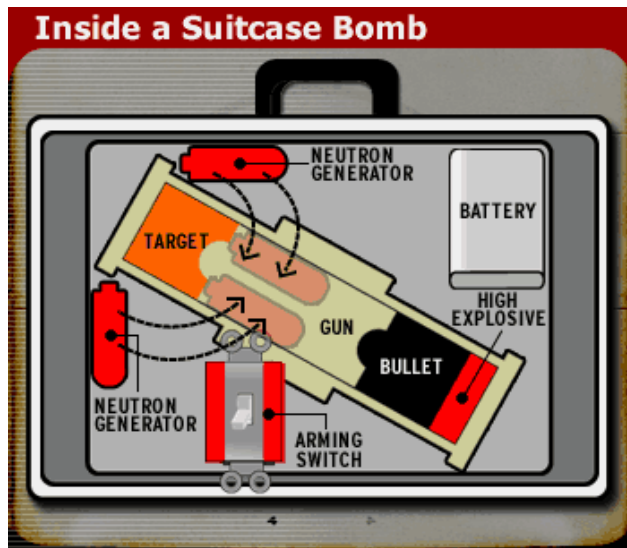 Inside a Suitcase Bomb
NEUTRON
GENERATOR
BATTERY
TARGET
HIGH
EXPLOSIVE
GUN
BULLET
NEUTRON
GENERATOR
ARMING
SWITCH